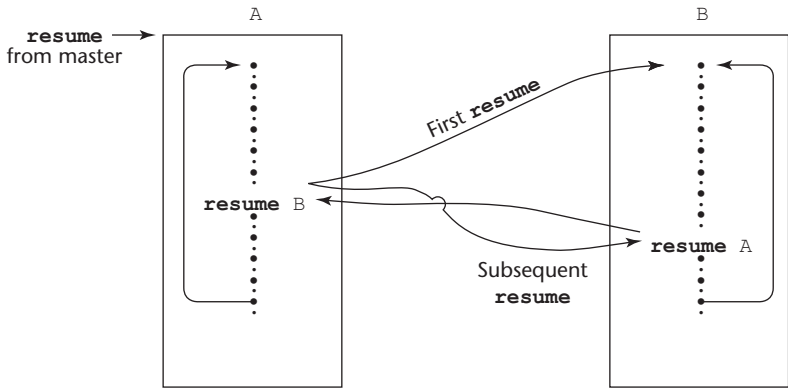 A
B
resume
from master
First resume
resume B
resume A
Subsequent
resume